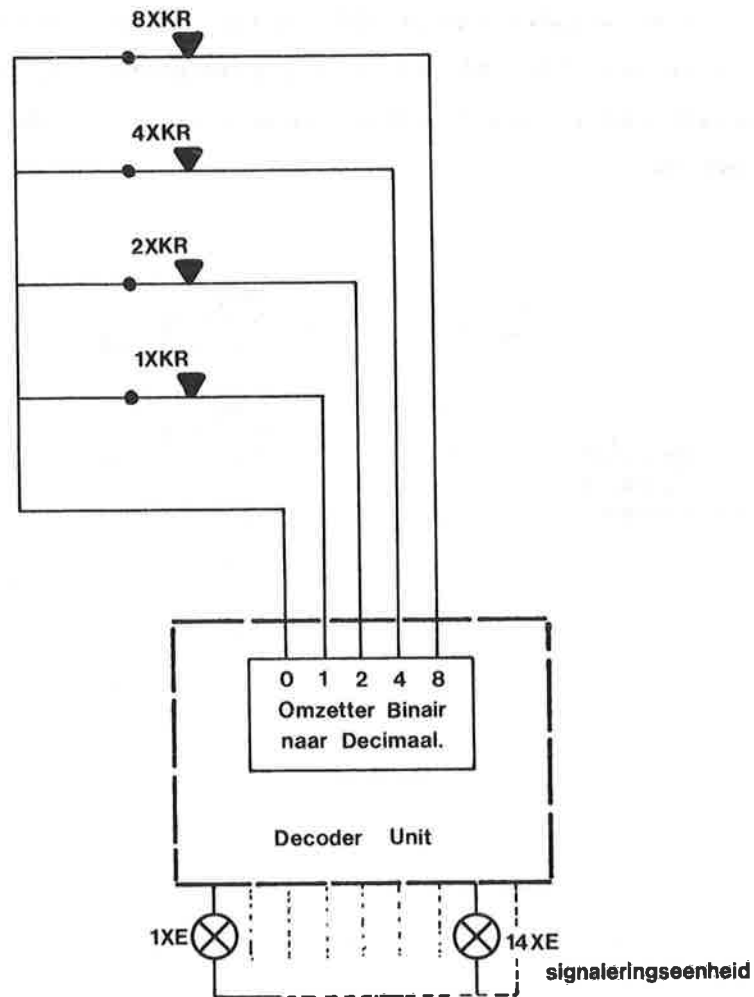 8XKR
4XKR
2XKR
1XKR
0 1 2 4 8
Omzetter Binair
naar Decimaal.
Decoder Unit
1XE
14XE
signaleringseenheid